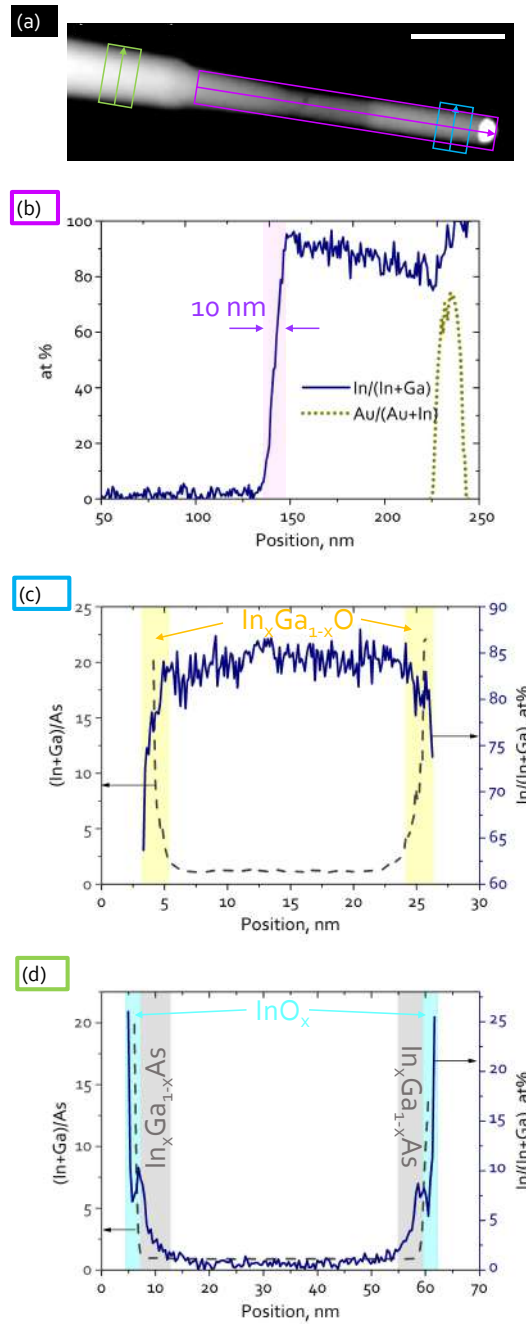 (a)
(b)
100
80
60
40
20
0
at %
10 nm
In/(In+Ga)
Au/(Au+In)
50
100
150
200
250
Position, nm
(c)
InxGa1-xO
25
20
15
10
5
0
(In+Ga)/As
90
85
80
75
70
65
60
In/(In+Ga), at%
0
5
10
15
20
25
30
Position, nm
(d)
InOx
InxGa1-xAs
InxGa1-xAs
20
15
10
5
0
(In+Ga)/As
25
20
15
10
5
0
In/(In+Ga), at%
0
10
20
30
40
50
60
70
Position, nm